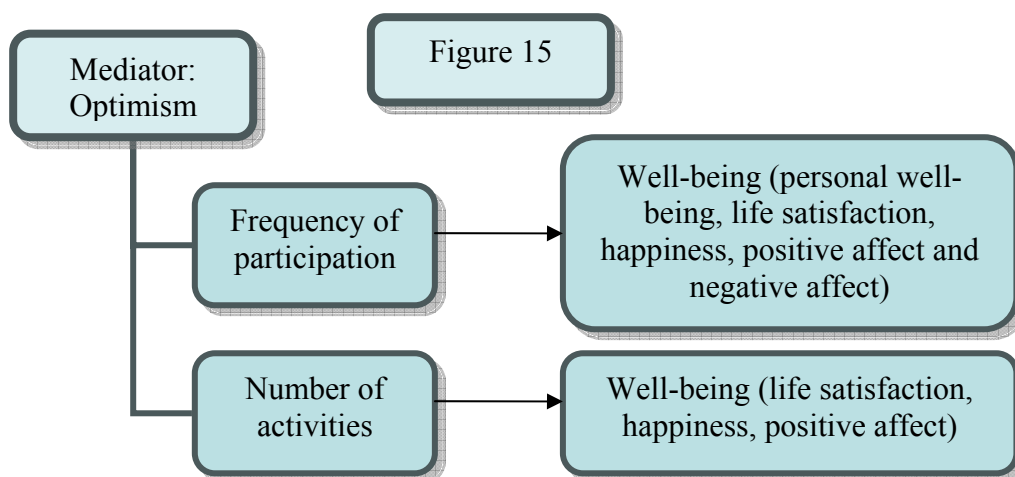 Mediator:
Optimism
Figure 15
Frequency of
participation
Well-being (personal well-
being, life satisfaction,
happiness, positive affect and
negative affect)
Number of
activities
Well-being (life satisfaction,
happiness, positive affect)